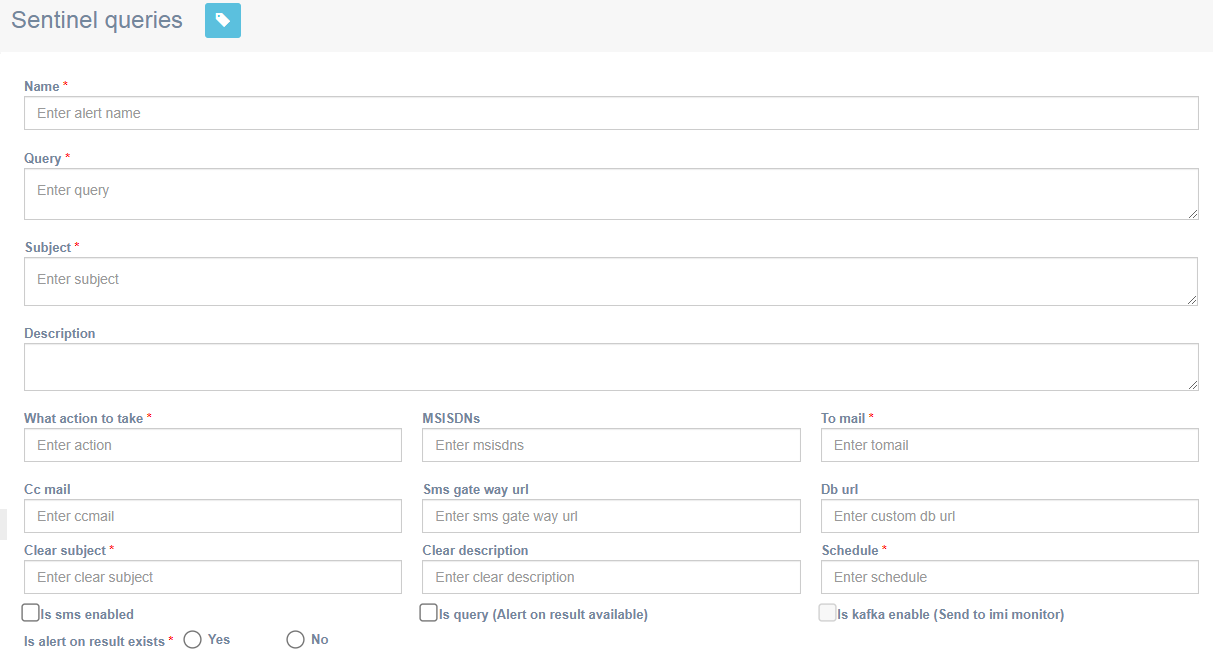 Sentinel queries
Name *
Enter alert name
Query *
Enter query
Subject *
Enter subject
Description
What action to take * MSISDNs To mail *
Enter action Enter msisdns Enter tomail
Cc mail Sms gate way url Db url
Enter ccmail Enter sms gate way url Enter custom db url
Clear subject * Clear description Schedule *
Enter clear subject Enter clear description Enter schedule
Is sms enabled Is query (Alert on result available) Is kafka enable (Send to imi monitor)
Is alert on result exists * Yes No